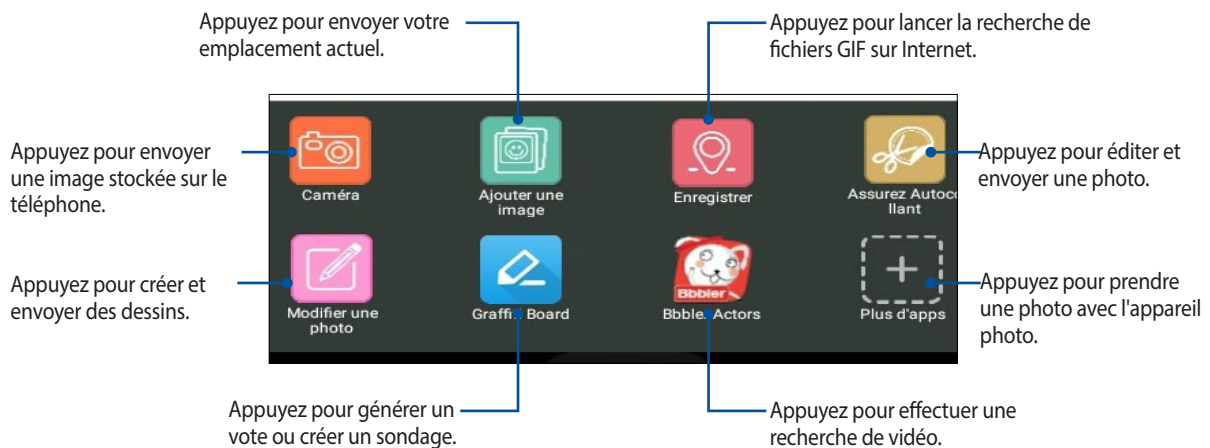 Appuyez pour envoyer votre
emplacement actuel.
Appuyez pour lancer la recherche de
fichiers GIF sur Internet.
Appuyez pour envoyer
une image stockée sur le
téléphone.
Appuyez pour éditer et
envoyer une photo.
Caméra
Ajouter une
image
Enregistrer
Assurez Autoco
llant
Appuyez pour créer et
envoyer des dessins.
Appuyez pour prendre
une photo avec l'appareil
photo.
Bbbler
Modifier une
photo
Graffiti Board
Bbbler Actors
Plus d'apps
Appuyez pour générer un
vote ou créer un sondage.
Appuyez pour effectuer une
recherche de vidéo.